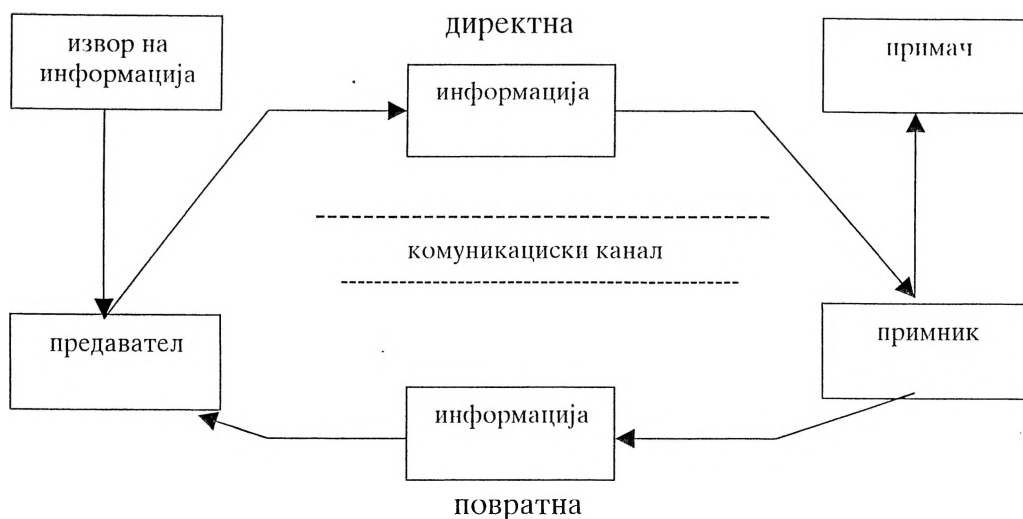 извор на
информација
директна
информација
примач
комуникациски канал
предавател
примник
информација
повратна